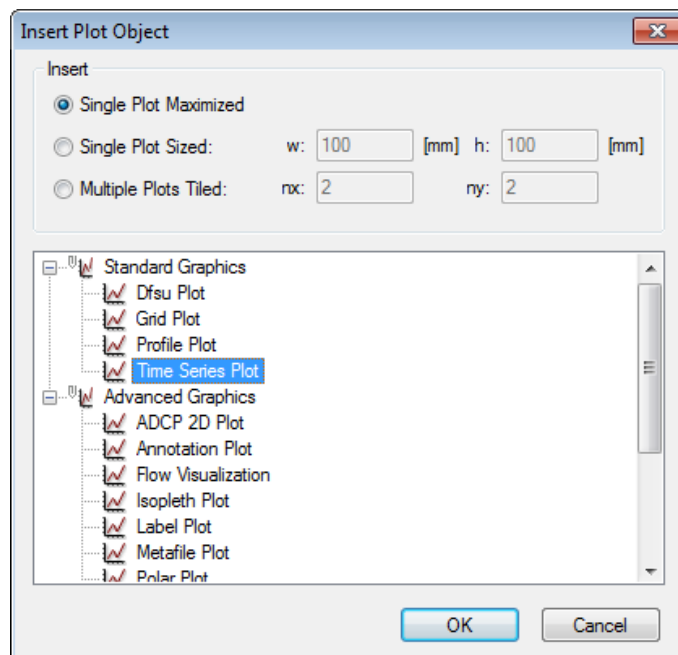 Insert Plot Object
Insert
Single Plot Maximized
Single Plot Sized: w: 100 [mm] h: 100 [mm]
Multiple Plots Tiled: nx: 2 ny: 2
Standard Graphics
Dfsu Plot
Grid Plot
Profile Plot
Time Series Plot
Advanced Graphics
ADCP 2D Plot
Annotation Plot
Flow Visualization
Isopleth Plot
Label Plot
Metafile Plot
Polar Plot
OK Cancel